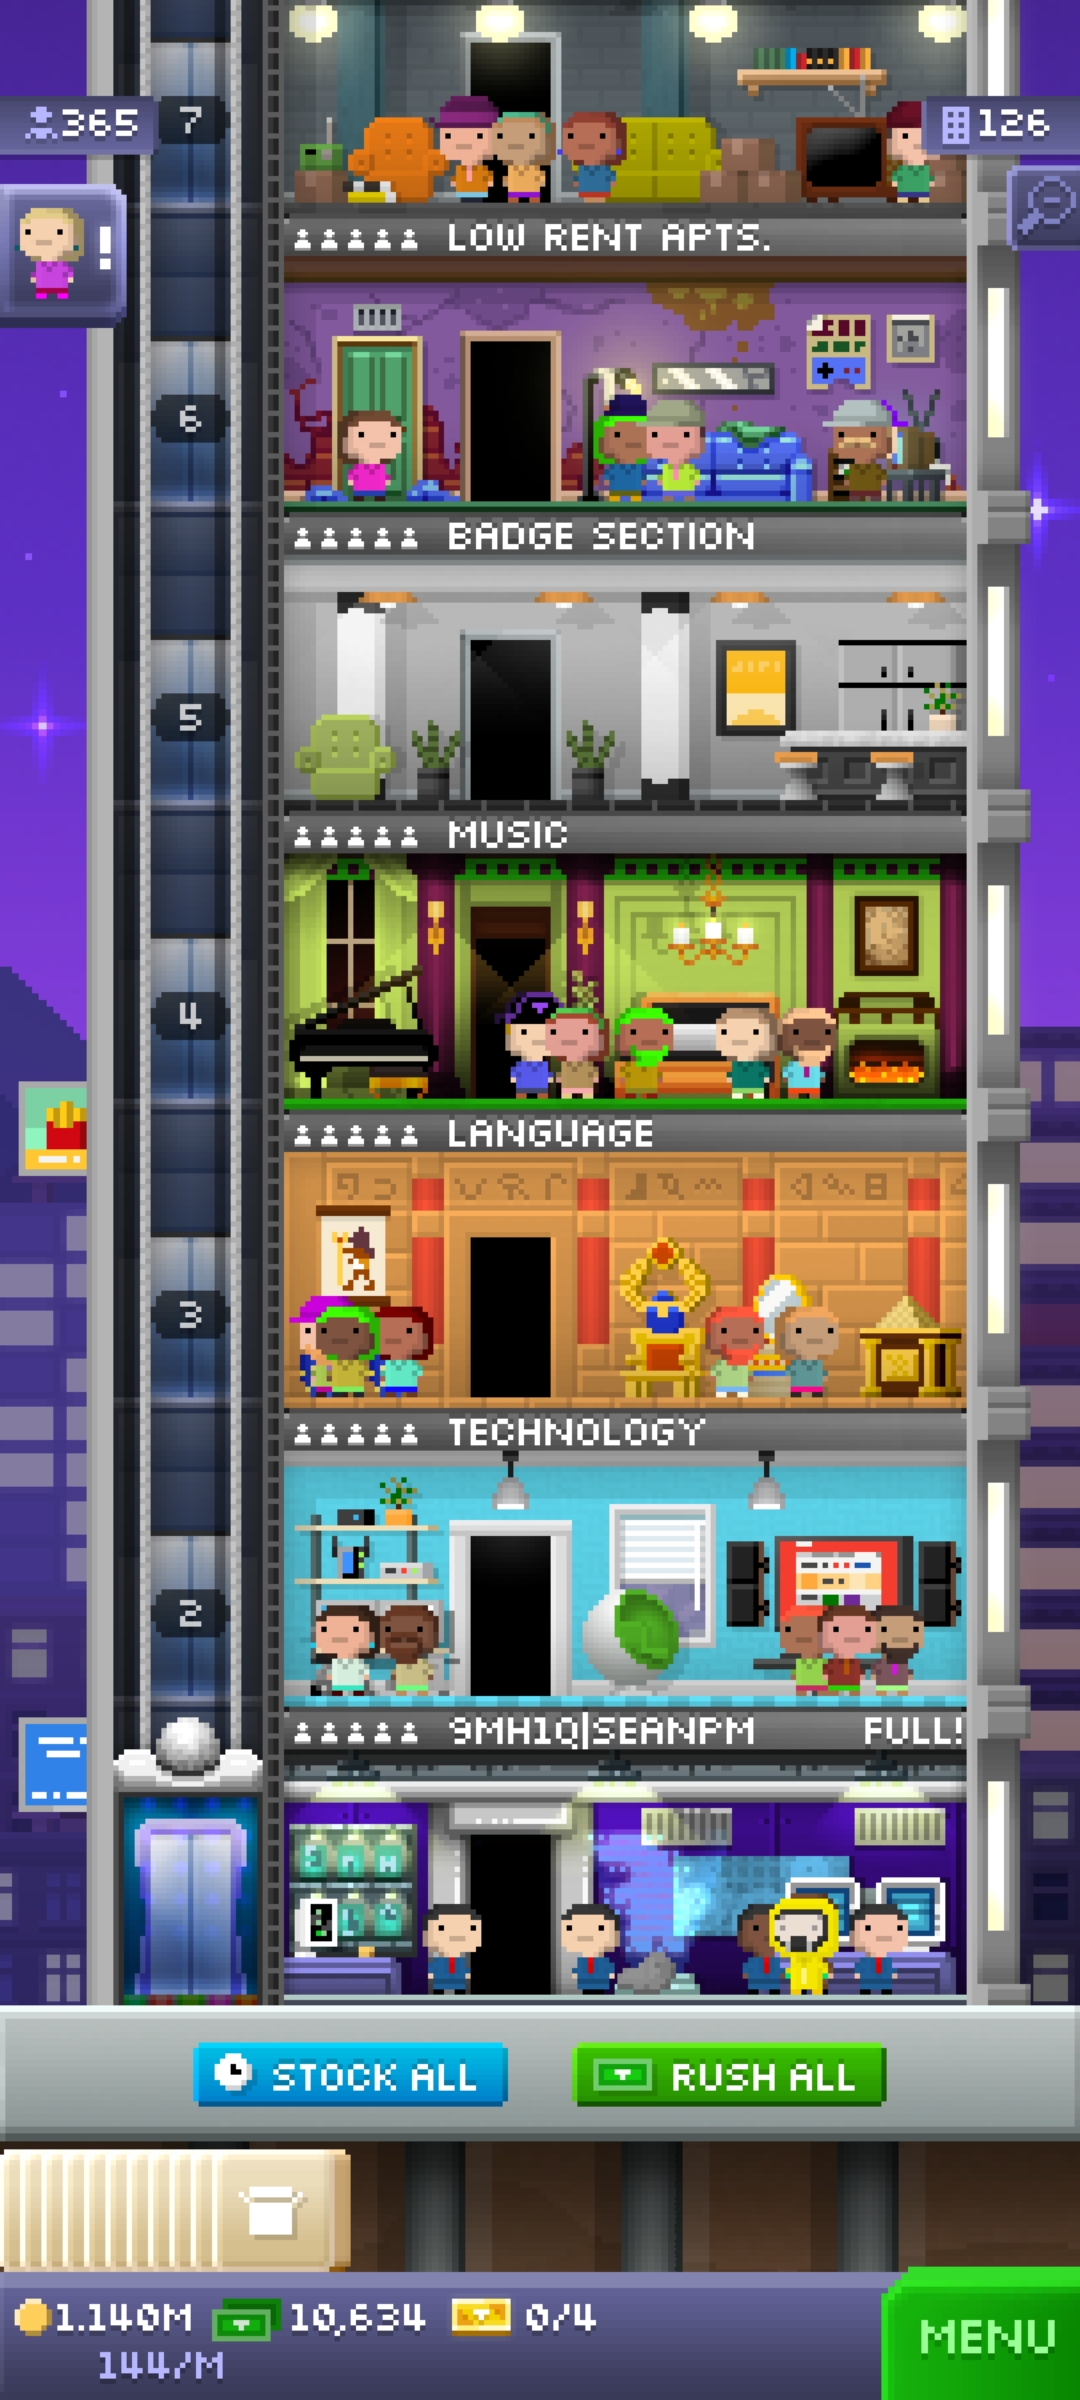 7
365
126
!
LOW RENT APTS.
6
BADGE SECTION
5
MUSIC
4
LANGUAGE
3
TECHNOLOGY
2
9MH1Q|SEANPM FULL!
STOCK ALL
RUSH ALL
1.140M 10,634 0/4
144/M
MENU